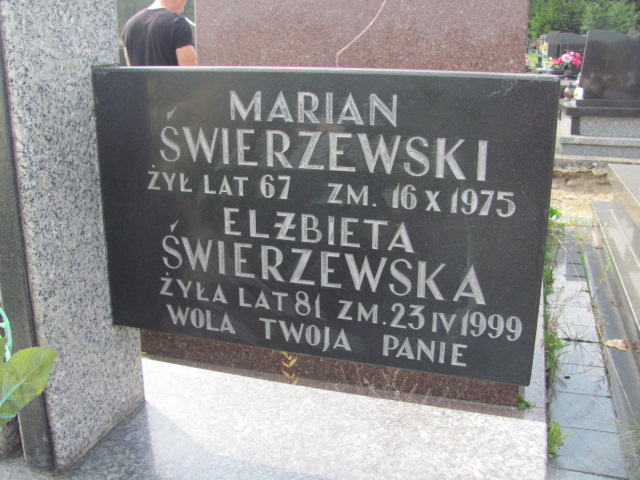 MARIAN
ŚWIERZEWSKI
ŻYŁ LAT 67 ZM. 16 X 1975
ELŻBIETA
ŚWIERZEWSKA
ŻYŁA LAT 81 ZM. 23 IV 1999
WOLA TWOJA PANIE